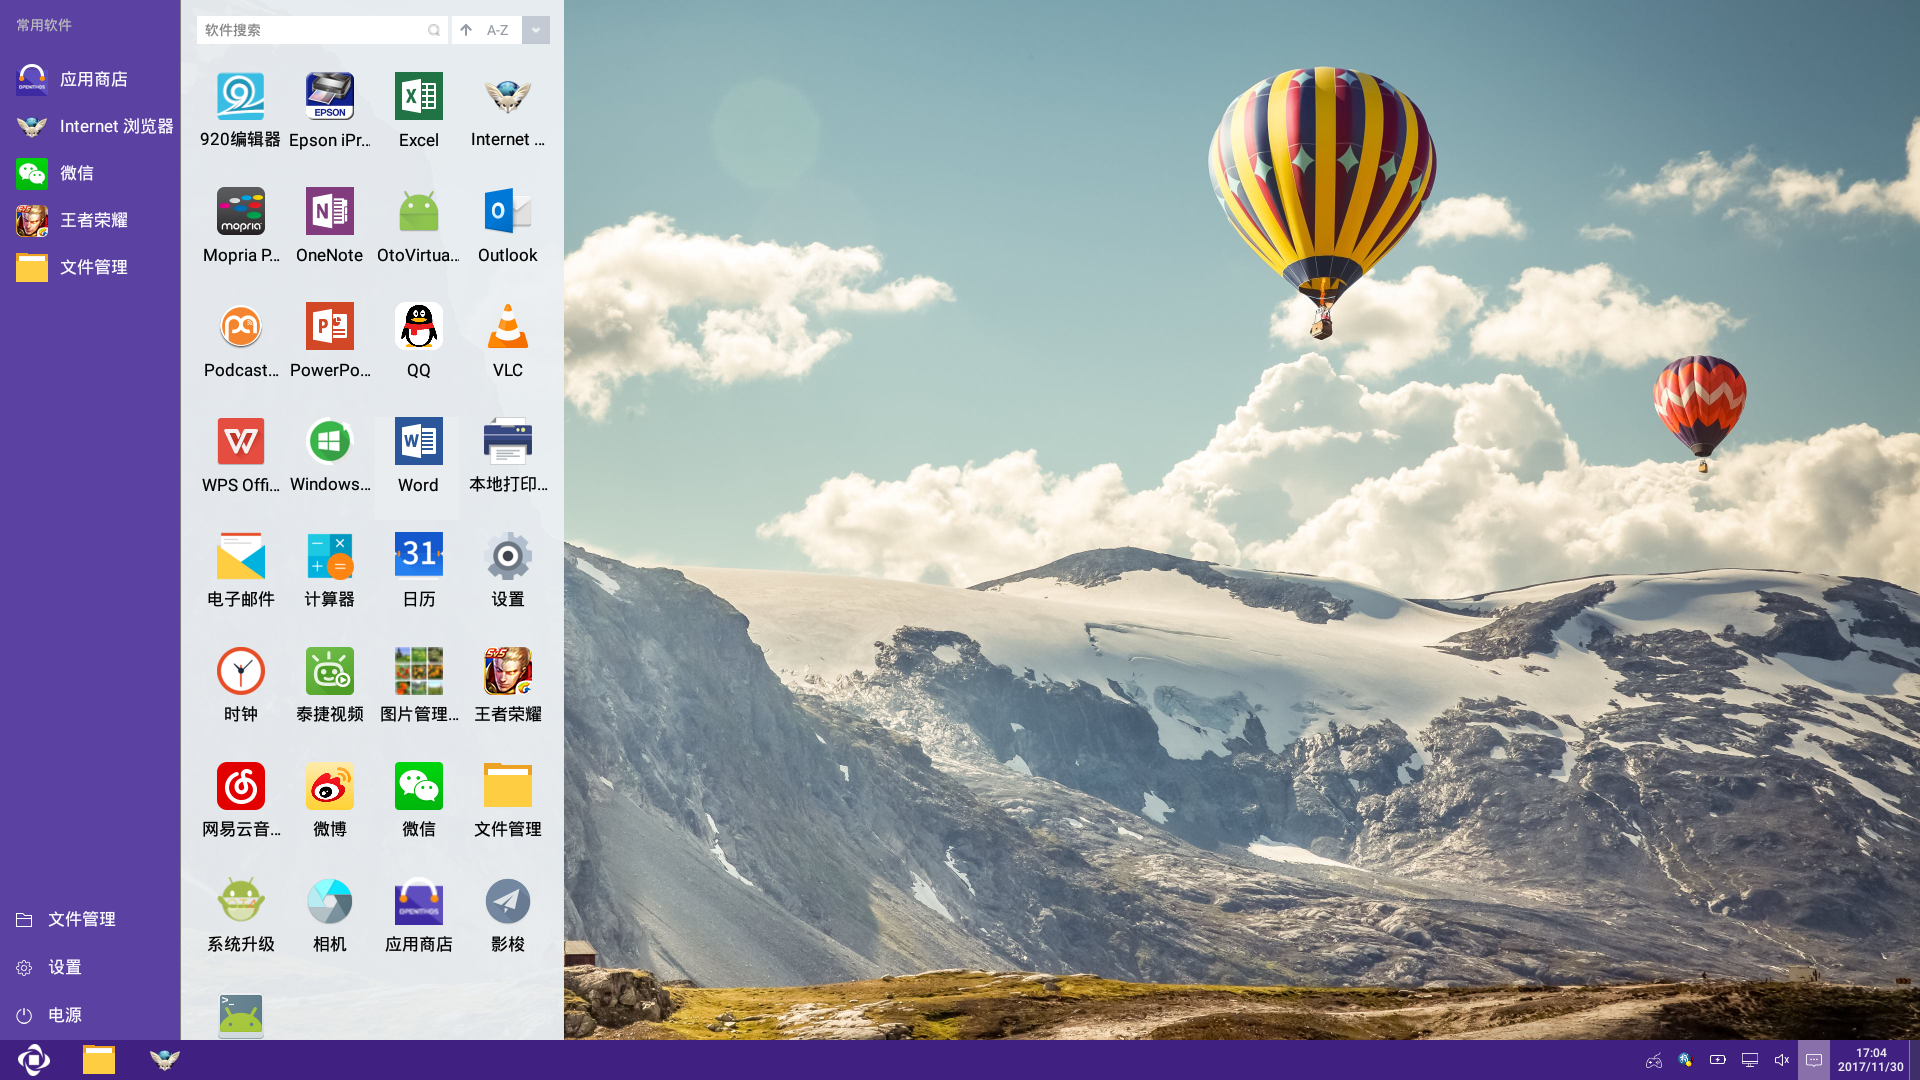 常用软件
应用商店
Internet 浏览器
微信
王者荣耀
文件管理
文件管理
设置
电源
软件搜索
A-Z
920编辑器
Epson iPr...
Excel
Internet ...
Mopria P...
OneNote
OtoVirtua...
Outlook
Podcast...
PowerPo...
QQ
VLC
WPS Offi...
Windows...
Word
本地打印...
电子邮件
计算器
日历
设置
时钟
泰捷视频
图片管理...
王者荣耀
网易云音...
微博
微信
文件管理
系统升级
相机
应用商店
影梭
EPSON
mopria
31
OPENTHOS
17:04
2017/11/30